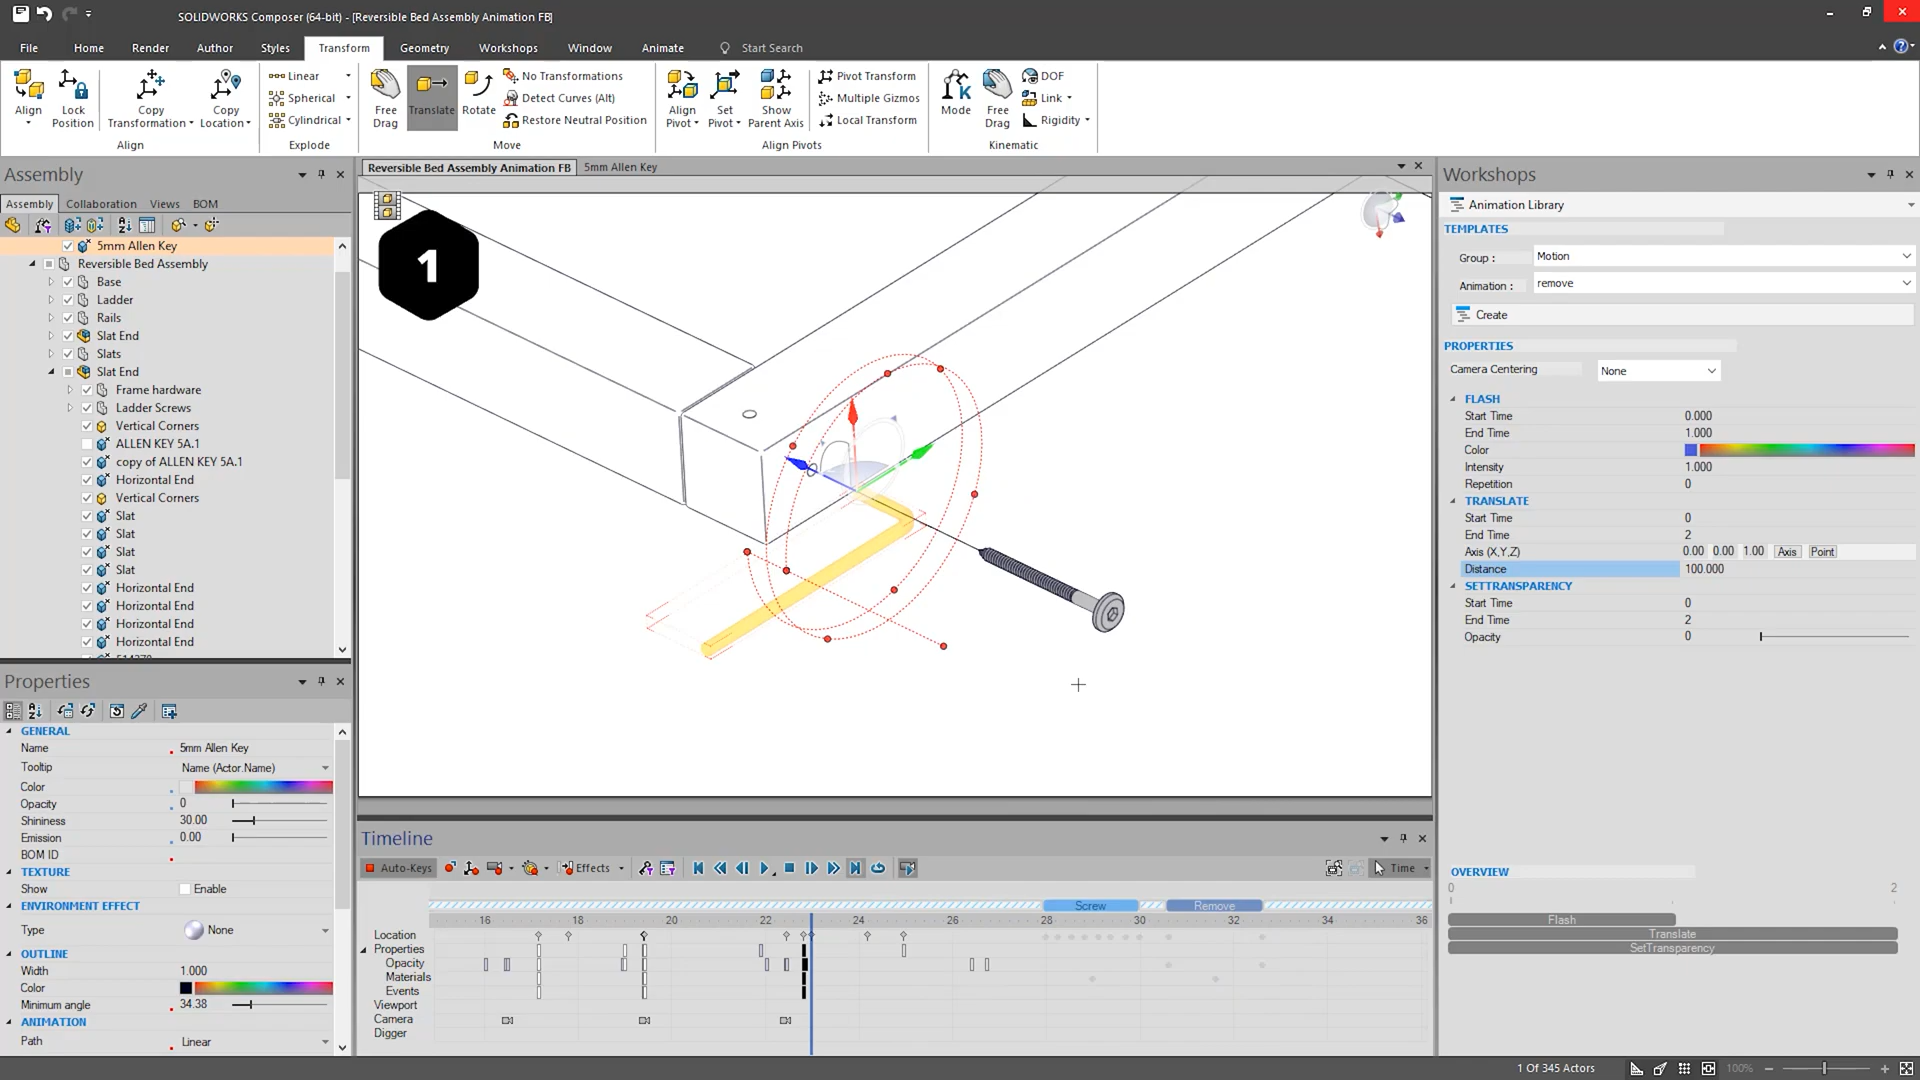 SOLIDWORKS Composer (64-bit) - [Reversible Bed Assembly Animation FB]
File Home Render Author Styles Transform Geometry Workshops Window Animate Start Search
Align Lock Position Copy Transformation Copy Location Linear Spherical Cylindrical Free Drag Translate Rotate No Transformations Detect Curves (Alt) Restore Neutral Position Align Pivot Set Pivot Show Parent Axis Pivot Transform Multiple Gizmos Local Transform Mode Free Drag DOF Link Rigidity
Align Explode Move Align Pivots Kinematic
Assembly
Assembly Collaboration Views BOM
5mm Allen Key
Reversible Bed Assembly
Base
Ladder
Rails
Slat End
Slats
Slat End
Frame hardware
Ladder Screws
Vertical Corners
ALLEN KEY 5A.1
copy of ALLEN KEY 5A.1
Horizontal End
Vertical Corners
Slat
Slat
Slat
Slat
Horizontal End
Horizontal End
Horizontal End
Horizontal End
Properties
GENERAL
Name 5mm Allen Key
Tooltip Name (Actor.Name)
Color
Opacity 0
Shininess 30.00
Emission 0.00
BOM ID
TEXTURE
Show Enable
ENVIRONMENT EFFECT
Type None
OUTLINE
Width 1.000
Color
Minimum angle 34.38
ANIMATION
Path Linear
Reversible Bed Assembly Animation FB 5mm Allen Key
1
Timeline
Auto-Keys Effects Time
Screw Remove
16 18 20 22 24 26 28 30 32 34 36
Location
Properties
Opacity
Materials
Events
Viewport
Camera
Digger
Workshops
Animation Library
TEMPLATES
Group : Motion
Animation : remove
Create
PROPERTIES
Camera Centering None
FLASH
Start Time 0.000
End Time 1.000
Color
Intensity 1.000
Repetition 0
TRANSLATE
Start Time 0
End Time 2
Axis (X,Y,Z) 0.00 0.00 1.00 Axis Point
Distance 100.000
SETTRANSPARENCY
Start Time 0
End Time 2
Opacity 0
OVERVIEW
0 2
Flash
Translate
SetTransparency
1 Of 345 Actors 100%